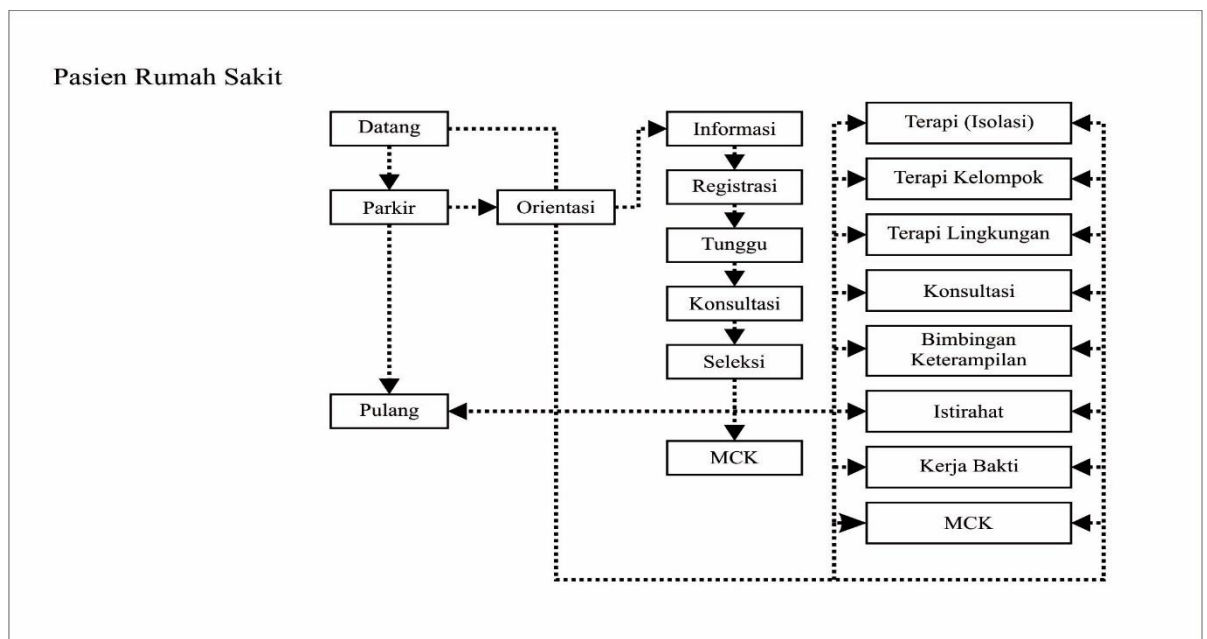 Pasien Rumah Sakit
Datang
Parkir
Pulang
Orientasi
Informasi
Registrasi
Tunggu
Konsultasi
Seleksi
MCK
Terapi (Isolasi)
Terapi Kelompok
Terapi Lingkungan
Konsultasi
Bimbingan
Keterampilan
Istirahat
Kerja Bakti
MCK